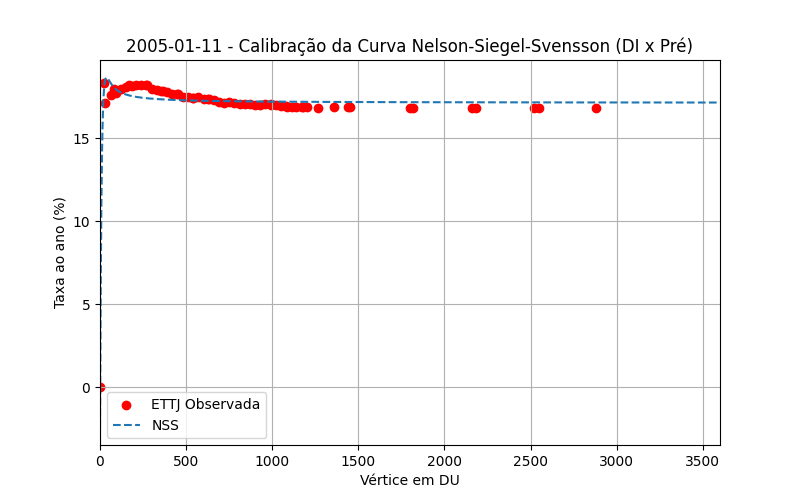 2005-01-11 - Calibração da Curva Nelson-Siegel-Svensson (DI x Pré)
Taxa ao ano (%)
15
10
5
0
ETTJ Observada
NSS
0 500 1000 1500 2000 2500 3000 3500
Vértice em DU